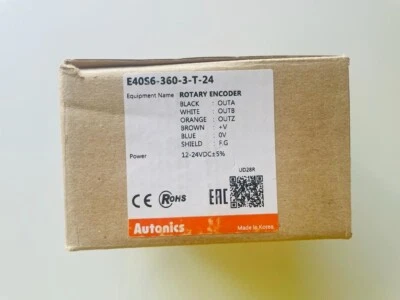 E40S6-360-3-T-24
Equipment Name ROTARY ENCODER
BLACK : OUTA
WHITE : OUTB
ORANGE : OUTZ
BROWN : +V
BLUE : 0V
SHIELD : F.G
Power 12-24VDC±5%
UD28R
CE RoHS EAC
Autonics
Made in Korea